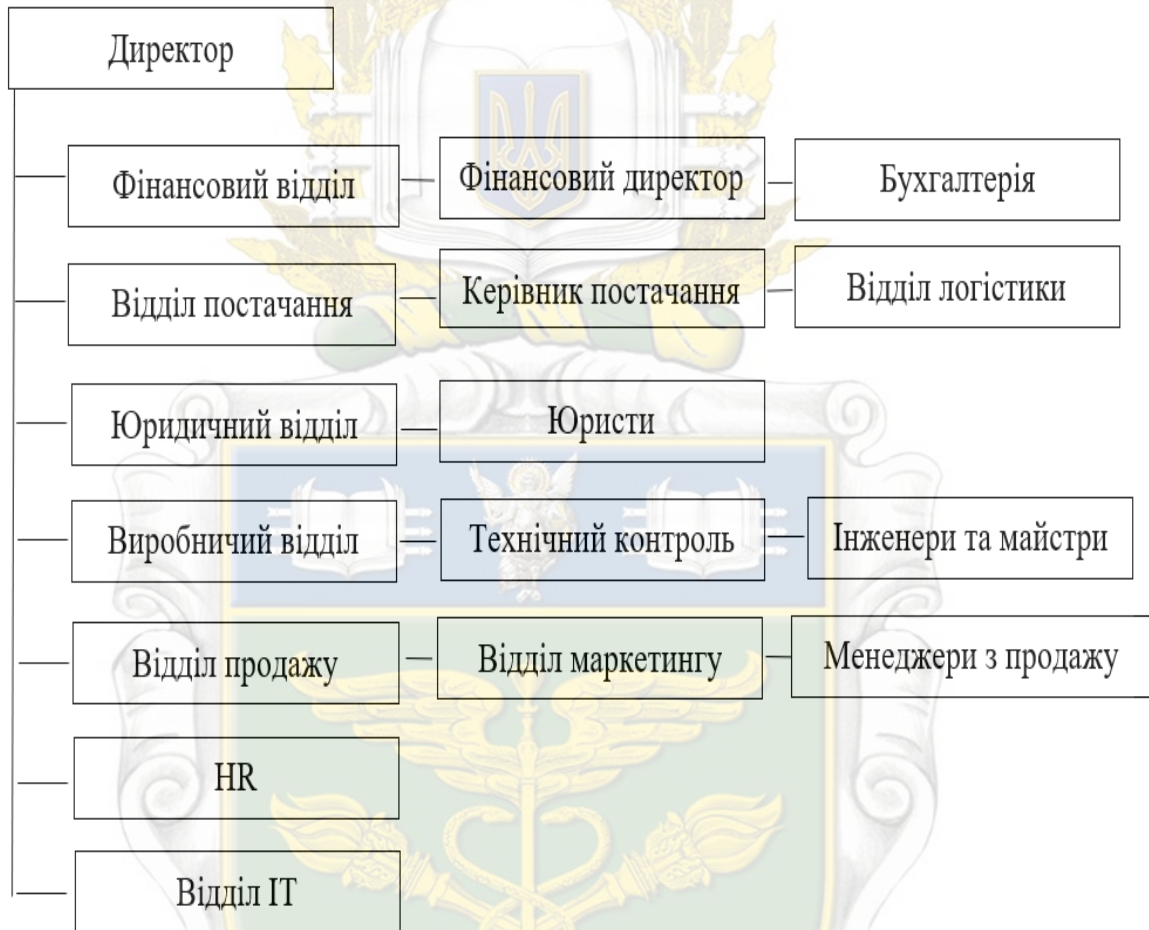 Директор
Фінансовий відділ
Фінансовий директор
Бухгалтерія
Відділ постачання
Керівник постачання
Відділ логістики
Юридичний відділ
Юристи
Виробничий відділ
Технічний контроль
Інженери та майстри
Відділ продажу
Відділ маркетингу
Менеджери з продажу
HR
Відділ ІТ